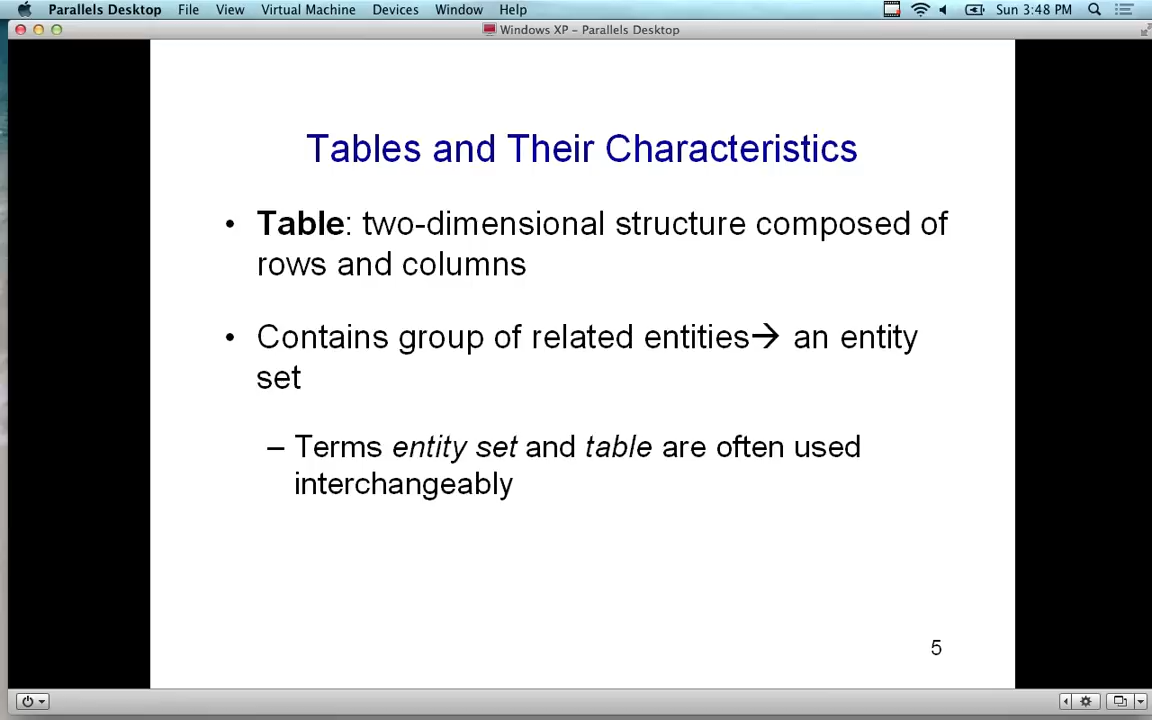 Parallels Desktop File View Virtual Machine Devices Window Help Sun 3:48 PM
Windows XP – Parallels Desktop
Tables and Their Characteristics
• Table: two-dimensional structure composed of
rows and columns
• Contains group of related entities→ an entity
set
– Terms entity set and table are often used
interchangeably
5